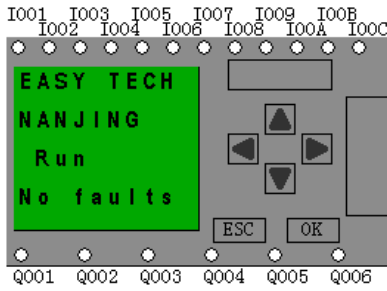 I001 I003 I005 I007 I009 I00B
I002 I004 I006 I008 I00A I00C
EASY TECH
NANJING
Run
No faults
ESC OK
Q001 Q002 Q003 Q004 Q005 Q006